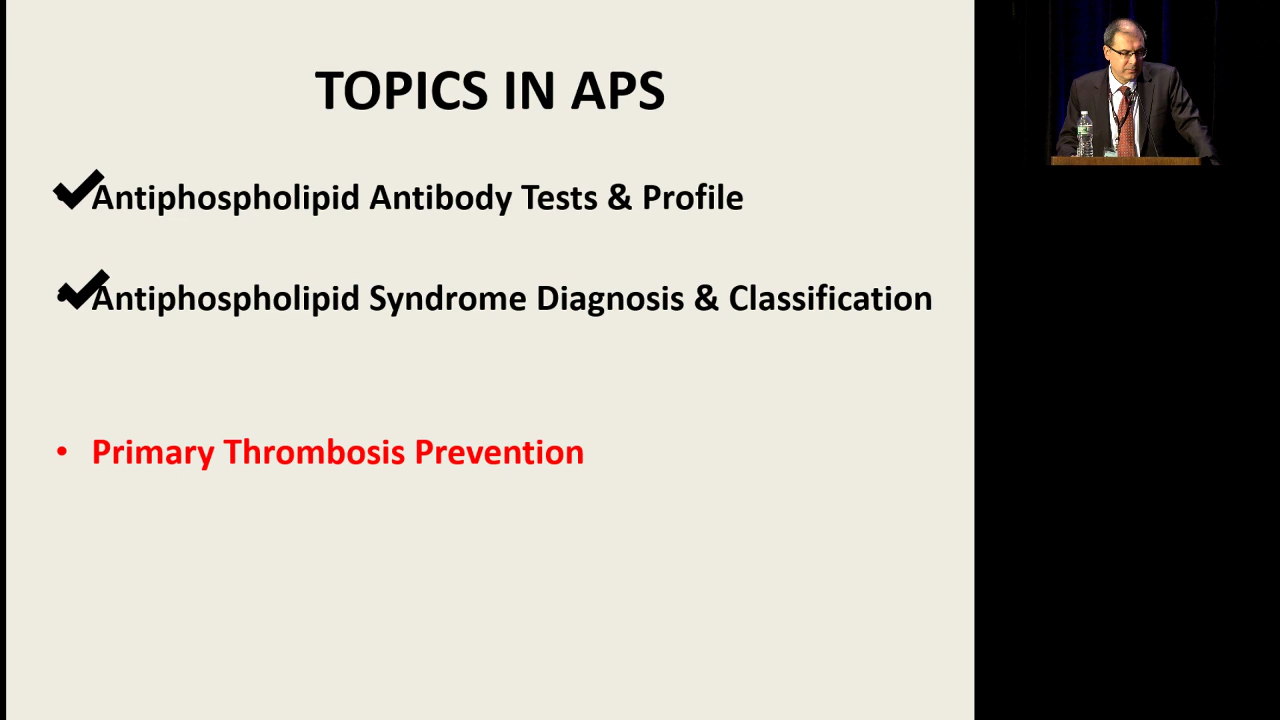 TOPICS IN APS
Antiphospholipid Antibody Tests & Profile
Antiphospholipid Syndrome Diagnosis & Classification
• Primary Thrombosis Prevention